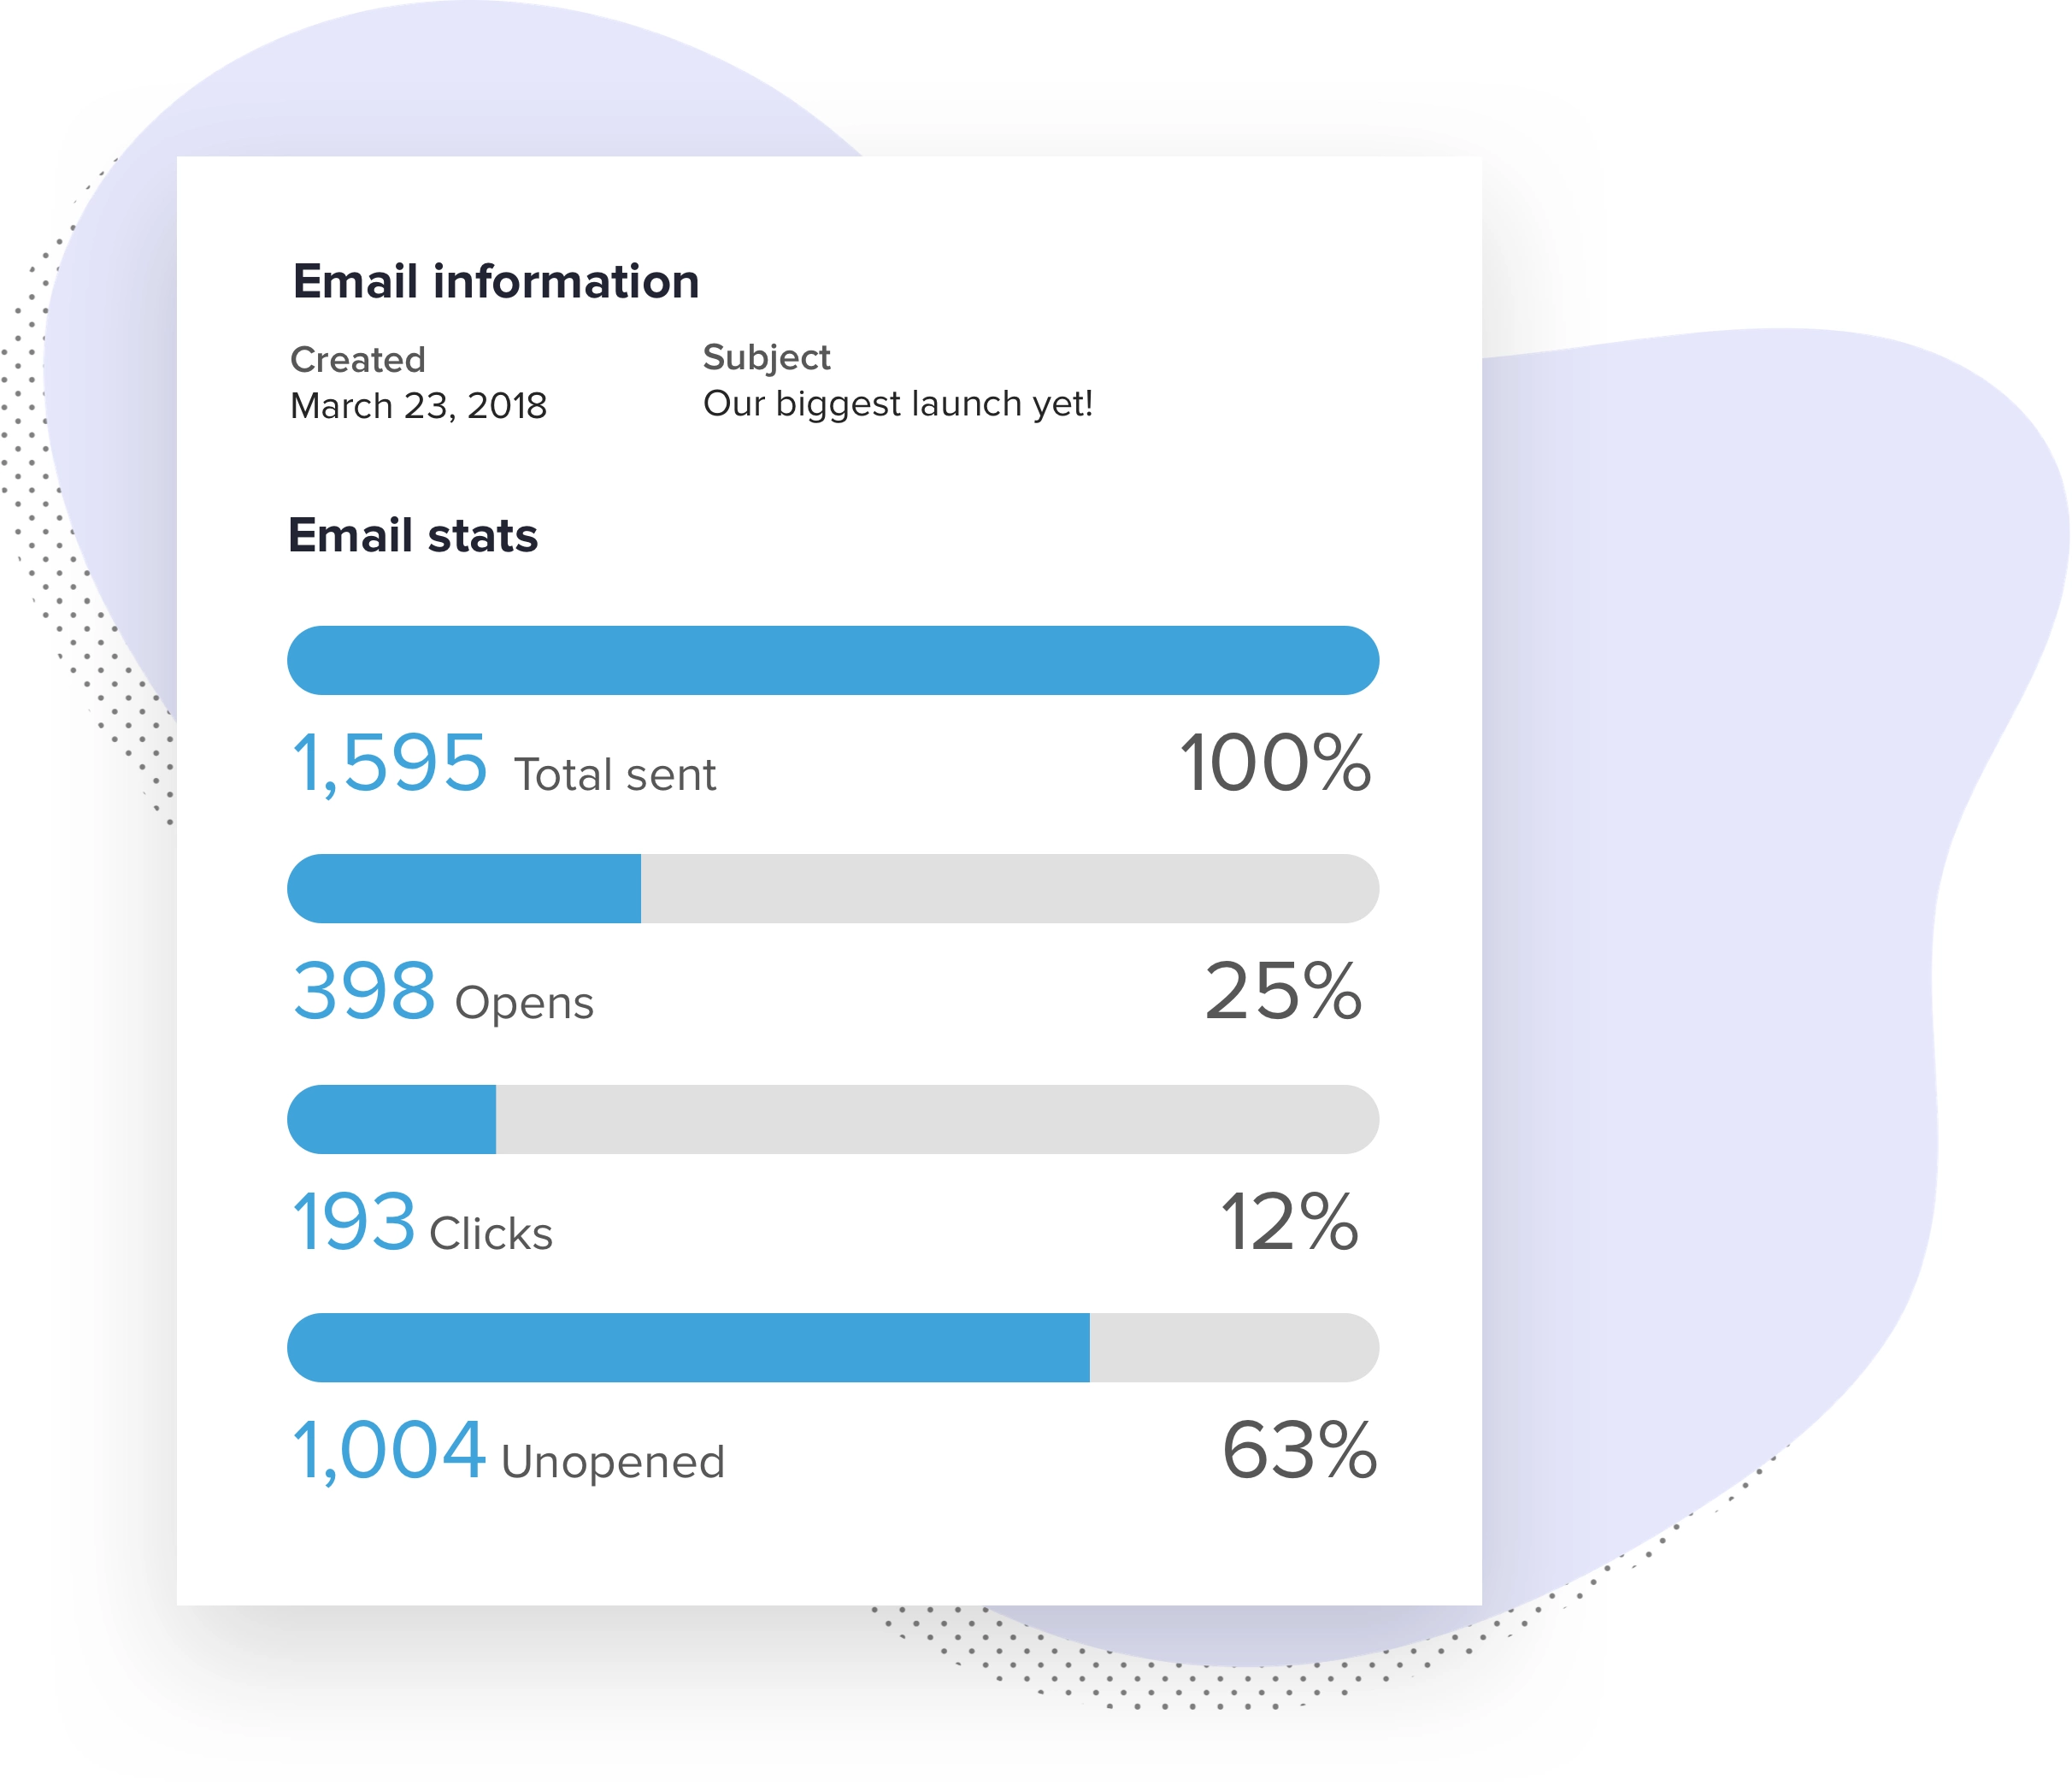 Email information
Created
March 23, 2018
Subject
Our biggest launch yet!
Email stats
1,595 Total sent 100%
398 Opens 25%
193 Clicks 12%
1,004 Unopened 63%